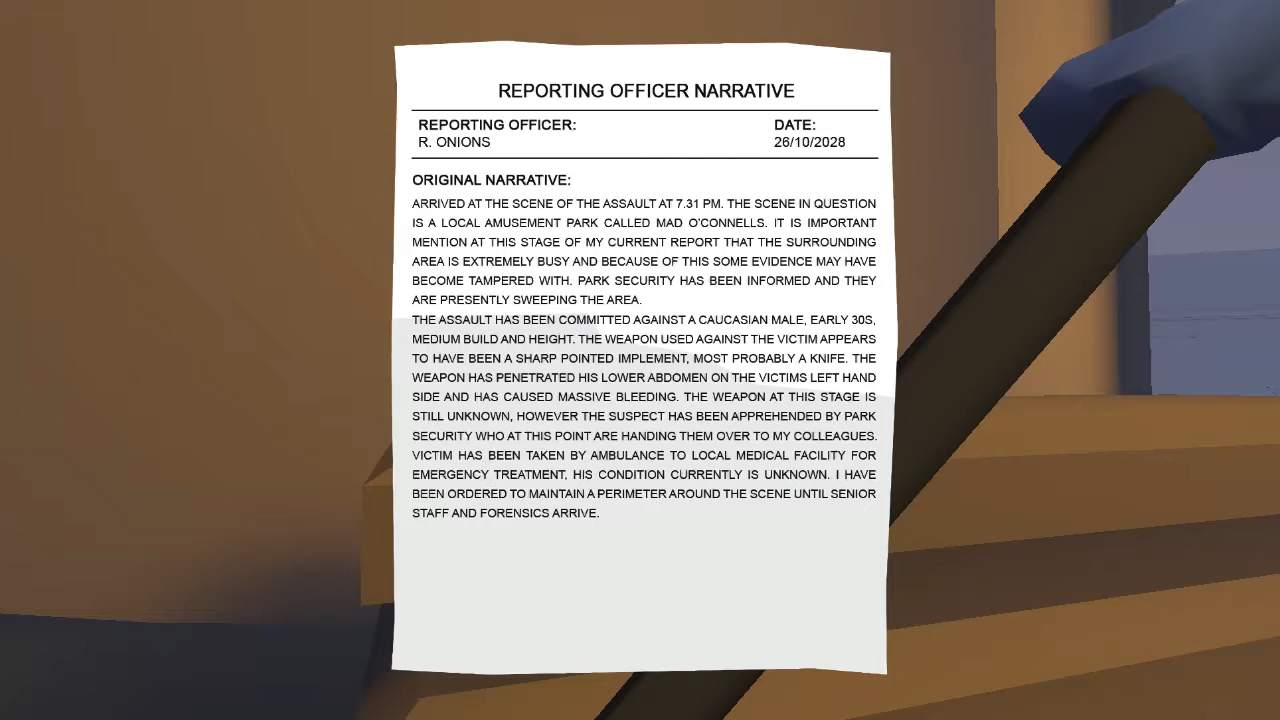 REPORTING OFFICER NARRATIVE
REPORTING OFFICER: DATE:
R. ONIONS 26/10/2028
ORIGINAL NARRATIVE:
ARRIVED AT THE SCENE OF THE ASSAULT AT 7.31 PM. THE SCENE IN QUESTION
IS A LOCAL AMUSEMENT PARK CALLED MAD O'CONNELLS. IT IS IMPORTANT
MENTION AT THIS STAGE OF MY CURRENT REPORT THAT THE SURROUNDING
AREA IS EXTREMELY BUSY AND BECAUSE OF THIS SOME EVIDENCE MAY HAVE
BECOME TAMPERED WITH. PARK SECURITY HAS BEEN INFORMED AND THEY
ARE PRESENTLY SWEEPING THE AREA.
THE ASSAULT HAS BEEN COMMITTED AGAINST A CAUCASIAN MALE, EARLY 30S,
MEDIUM BUILD AND HEIGHT. THE WEAPON USED AGAINST THE VICTIM APPEARS
TO HAVE BEEN A SHARP POINTED IMPLEMENT, MOST PROBABLY A KNIFE. THE
WEAPON HAS PENETRATED HIS LOWER ABDOMEN ON THE VICTIMS LEFT HAND
SIDE AND HAS CAUSED MASSIVE BLEEDING. THE WEAPON AT THIS STAGE IS
STILL UNKNOWN, HOWEVER THE SUSPECT HAS BEEN APPREHENDED BY PARK
SECURITY WHO AT THIS POINT ARE HANDING THEM OVER TO MY COLLEAGUES.
VICTIM HAS BEEN TAKEN BY AMBULANCE TO LOCAL MEDICAL FACILITY FOR
EMERGENCY TREATMENT, HIS CONDITION CURRENTLY IS UNKNOWN. I HAVE
BEEN ORDERED TO MAINTAIN A PERIMETER AROUND THE SCENE UNTIL SENIOR
STAFF AND FORENSICS ARRIVE.